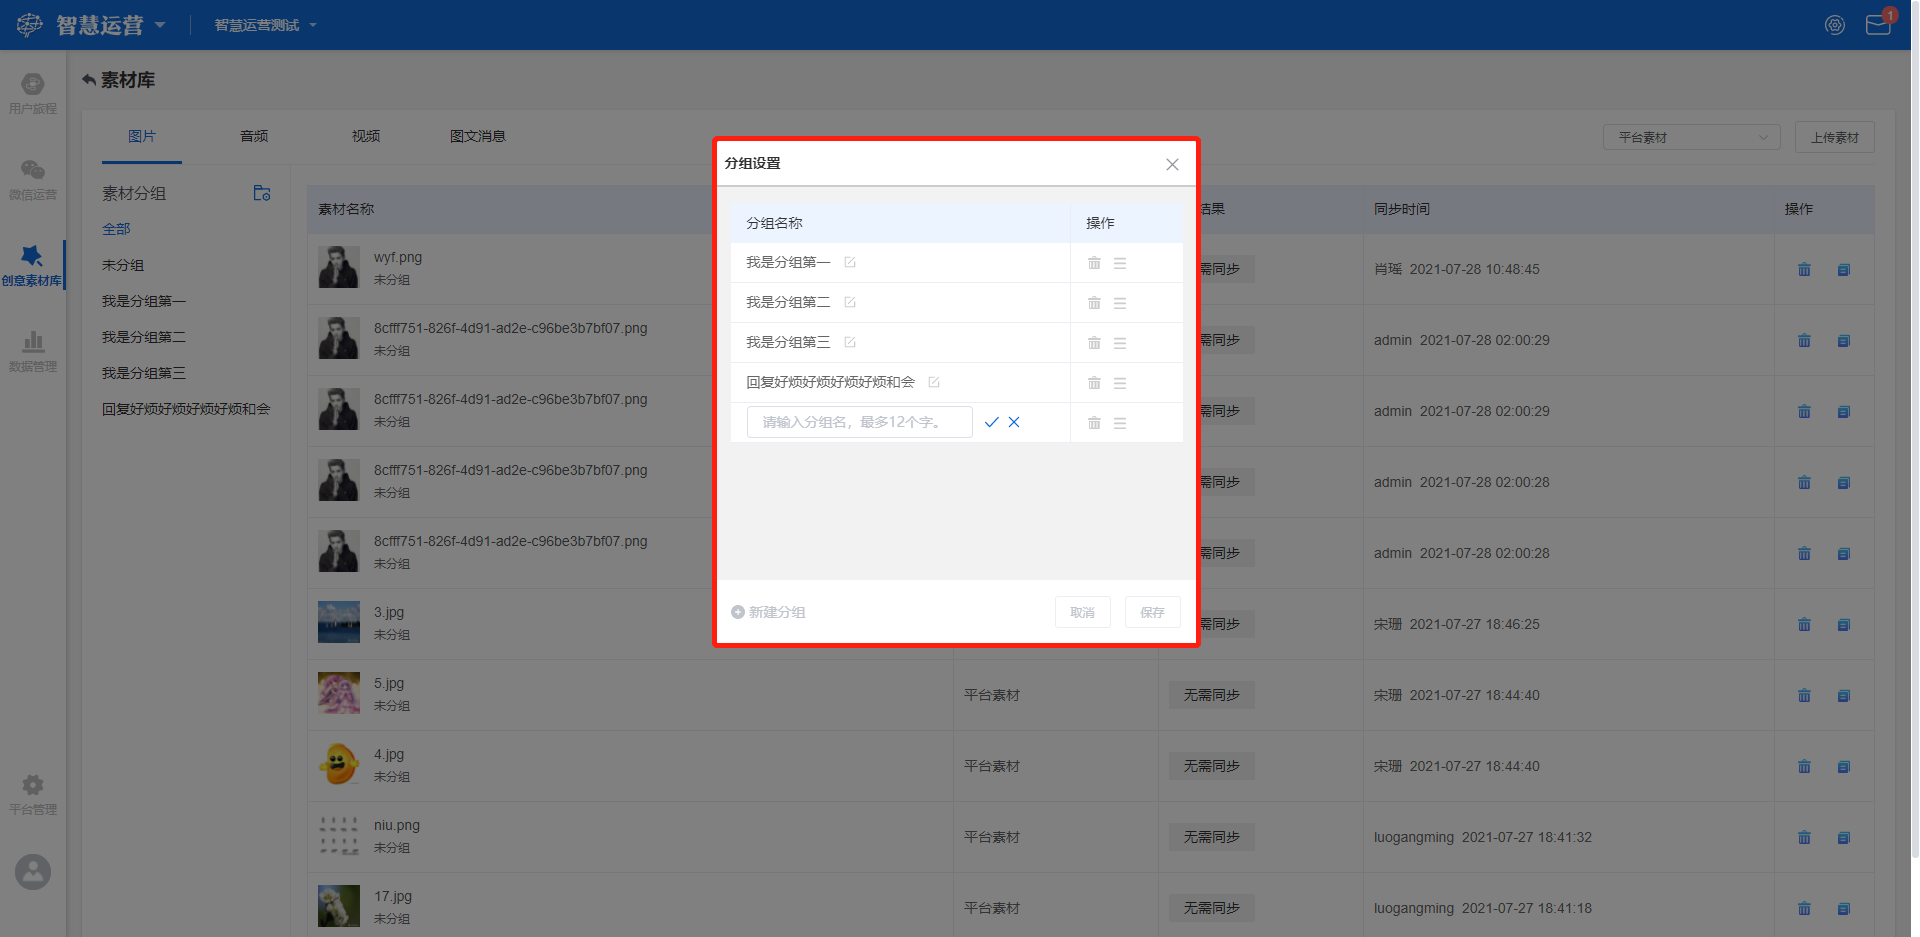 智慧运营
智慧运营测试
1
用户旅程
微信运营
创意素材库
数据管理
平台管理
素材库
图片 音频 视频 图文消息
平台素材
上传素材
素材分组
全部
未分组
我是分组第一
我是分组第二
我是分组第三
回复好烦好烦好烦好烦和会
素材名称 结果 同步时间 操作
wyf.png
未分组
需同步
肖瑶 2021-07-28 10:48:45
8cfff751-826f-4d91-ad2e-c96be3b7bf07.png
未分组
需同步
admin 2021-07-28 02:00:29
8cfff751-826f-4d91-ad2e-c96be3b7bf07.png
未分组
需同步
admin 2021-07-28 02:00:29
8cfff751-826f-4d91-ad2e-c96be3b7bf07.png
未分组
需同步
admin 2021-07-28 02:00:28
8cfff751-826f-4d91-ad2e-c96be3b7bf07.png
未分组
需同步
admin 2021-07-28 02:00:28
3.jpg
未分组
需同步
宋珊 2021-07-27 18:46:25
5.jpg
未分组
平台素材
无需同步
宋珊 2021-07-27 18:44:40
4.jpg
未分组
平台素材
无需同步
宋珊 2021-07-27 18:44:40
niu.png
未分组
平台素材
无需同步
luogangming 2021-07-27 18:41:32
17.jpg
未分组
平台素材
无需同步
luogangming 2021-07-27 18:41:18
分组设置
分组名称 操作
我是分组第一
我是分组第二
我是分组第三
回复好烦好烦好烦好烦和会
请输入分组名，最多12个字。
新建分组
取消
保存